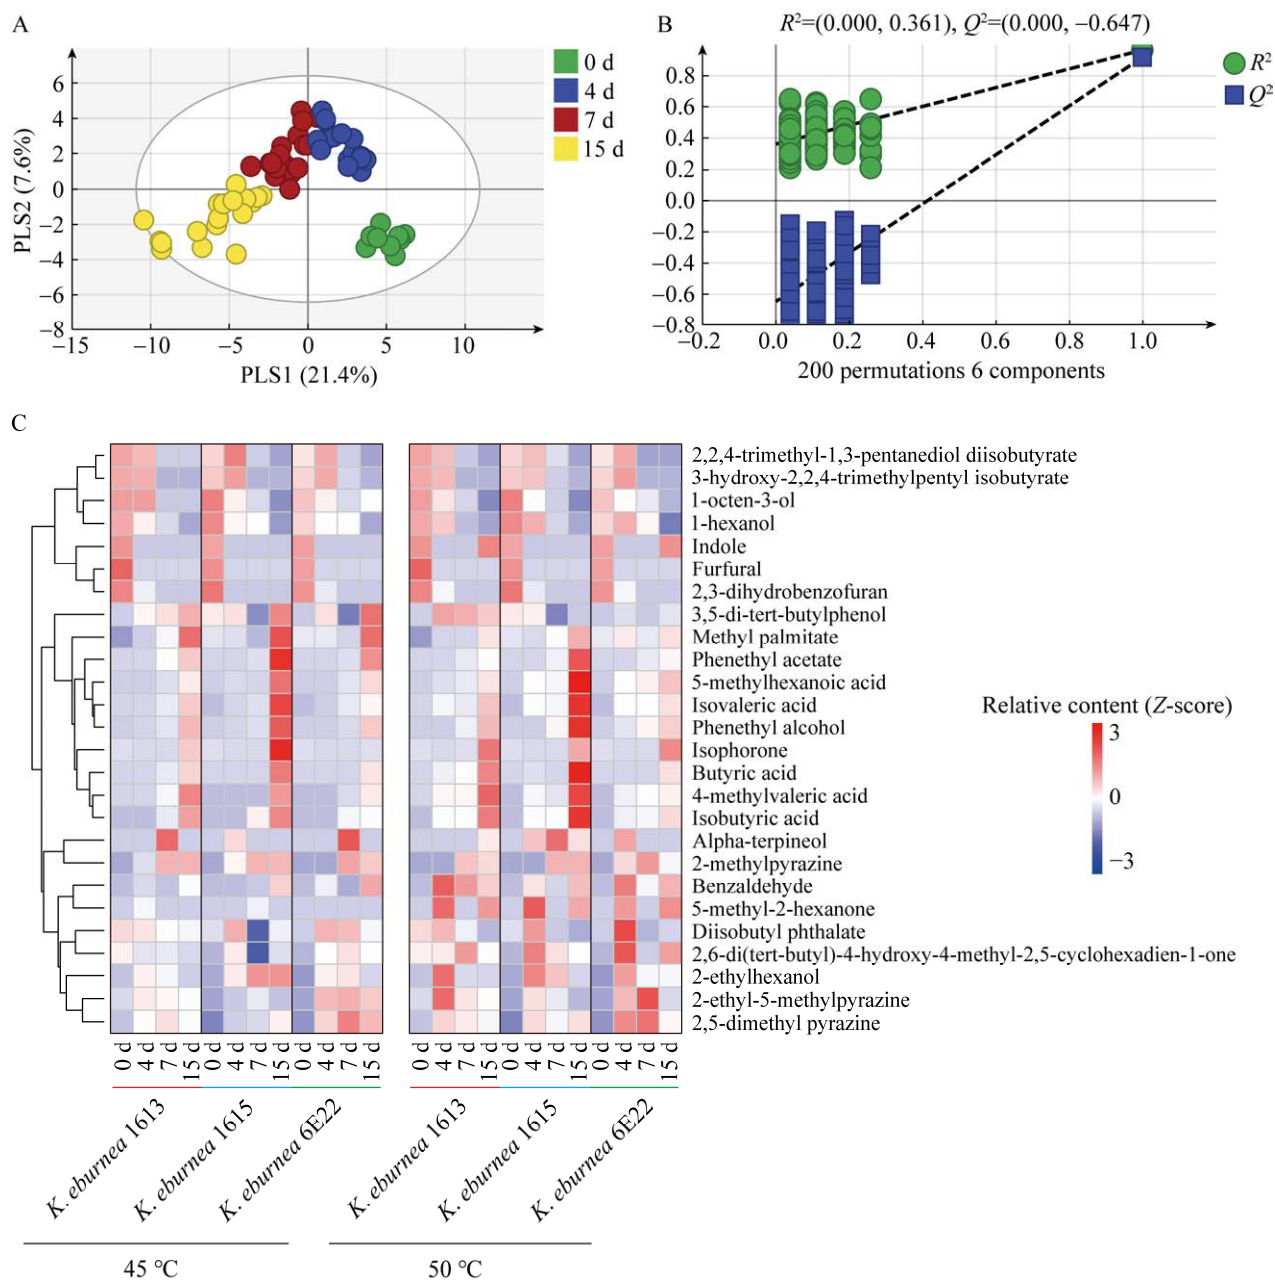 A
PLS2 (7.6%)
6
4
2
0
−2
−4
−6
−8
−15
−10
−5
0
5
10
PLS1 (21.4%)
0 d
4 d
7 d
15 d
B
R²=(0.000, 0.361), Q²=(0.000, −0.647)
0.8
0.6
0.4
0.2
0.0
−0.2
−0.4
−0.6
−0.8
−0.2
0.0
0.2
0.4
0.6
0.8
1.0
200 permutations 6 components
R²
Q²
C
2,2,4-trimethyl-1,3-pentanediol diisobutyrate
3-hydroxy-2,2,4-trimethylpentyl isobutyrate
1-octen-3-ol
1-hexanol
Indole
Furfural
2,3-dihydrobenzofuran
3,5-di-tert-butylphenol
Methyl palmitate
Phenethyl acetate
5-methylhexanoic acid
Isovaleric acid
Phenethyl alcohol
Isophorone
Butyric acid
4-methylvaleric acid
Isobutyric acid
Alpha-terpineol
2-methylpyrazine
Benzaldehyde
5-methyl-2-hexanone
Diisobutyl phthalate
2,6-di(tert-butyl)-4-hydroxy-4-methyl-2,5-cyclohexadien-1-one
2-ethylhexanol
2-ethyl-5-methylpyrazine
2,5-dimethyl pyrazine
Relative content (Z-score)
3
0
−3
0 d
4 d
7 d
15 d
0 d
4 d
7 d
15 d
0 d
4 d
7 d
15 d
0 d
4 d
7 d
15 d
0 d
4 d
7 d
15 d
0 d
4 d
7 d
15 d
K. eburnea 1613
K. eburnea 1615
K. eburnea 6E22
K. eburnea 1613
K. eburnea 1615
K. eburnea 6E22
45 ℃
50 ℃